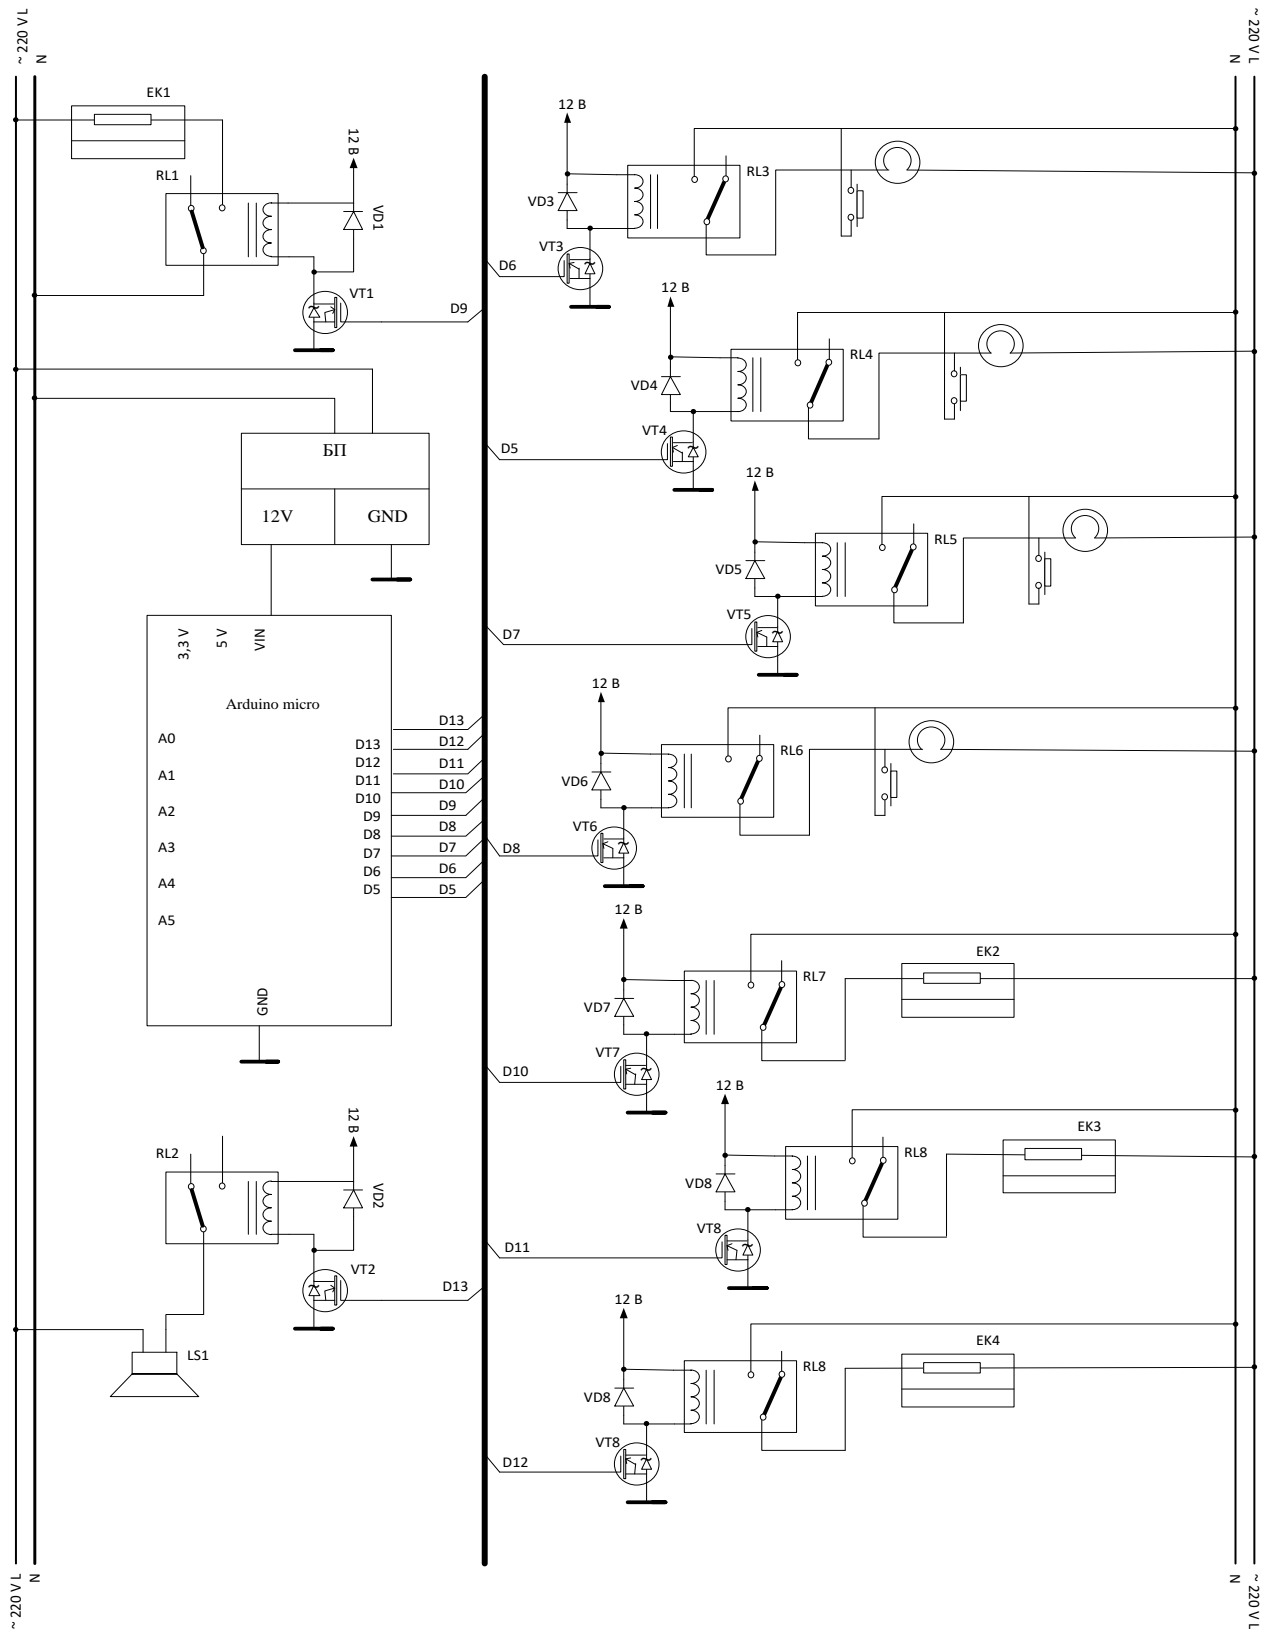 ~ 220 V L
N
N
~ 220 V L
EK1
12 В
RL1
VD1
VT1
D9
12 В
RL3
VD3
VT3
D6
12 В
RL4
VD4
VT4
D5
12 В
RL5
VD5
VT5
D7
БП
12V
GND
3,3 V
5 V
VIN
Arduino micro
A0
A1
A2
A3
A4
A5
D13
D12
D11
D10
D9
D8
D7
D6
D5
GND
D13
D12
D11
D10
D9
D8
D7
D6
D5
12 В
RL6
VD6
VT6
D8
12 В
RL7
EK2
VD7
VT7
D10
12 В
RL2
VD2
VT2
D13
LS1
12 В
RL8
EK3
VD8
VT8
D11
12 В
RL8
EK4
VD8
VT8
D12
~ 220 V L
N
N
~ 220 V L